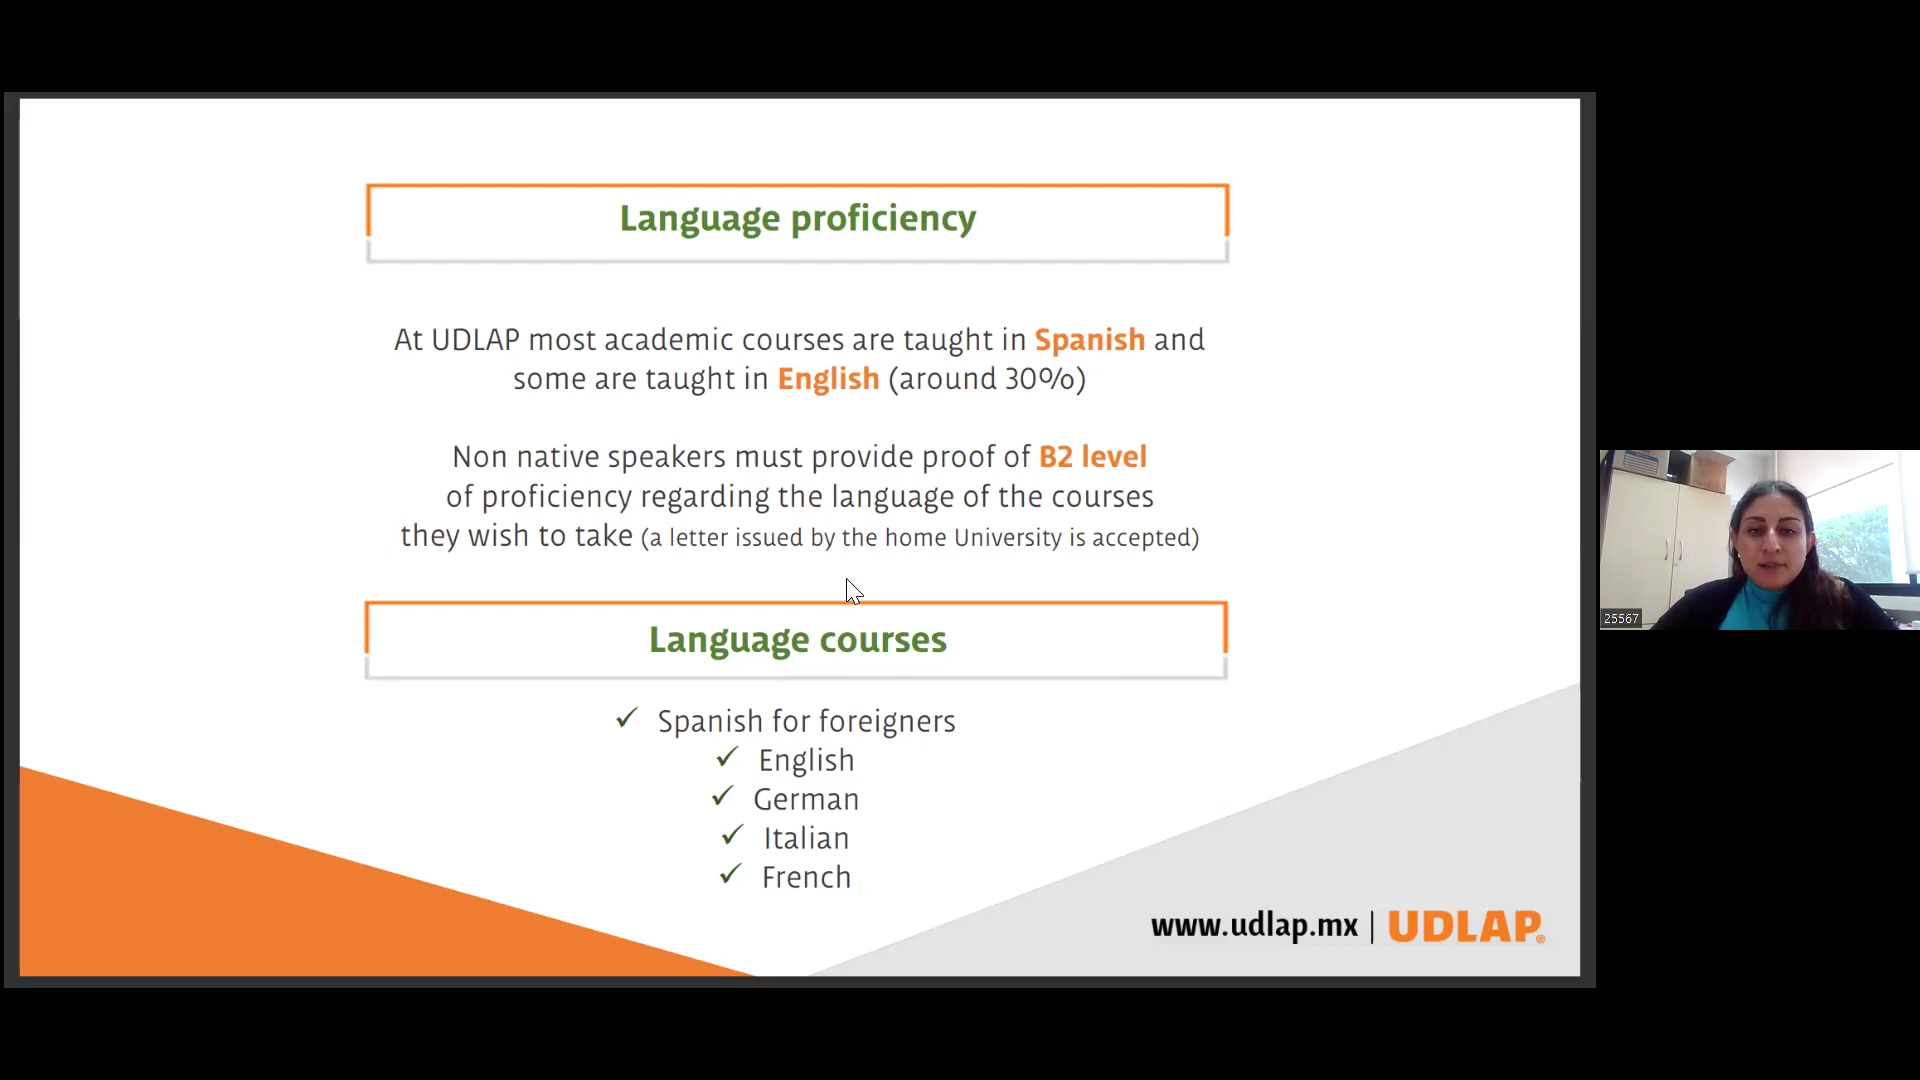 Language proficiency
At UDLAP most academic courses are taught in Spanish and
some are taught in English (around 30%)
Non native speakers must provide proof of B2 level
of proficiency regarding the language of the courses
they wish to take (a letter issued by the home University is accepted)
Language courses
✓ Spanish for foreigners
✓ English
✓ German
✓ Italian
✓ French
www.udlap.mx | UDLAP®
25567